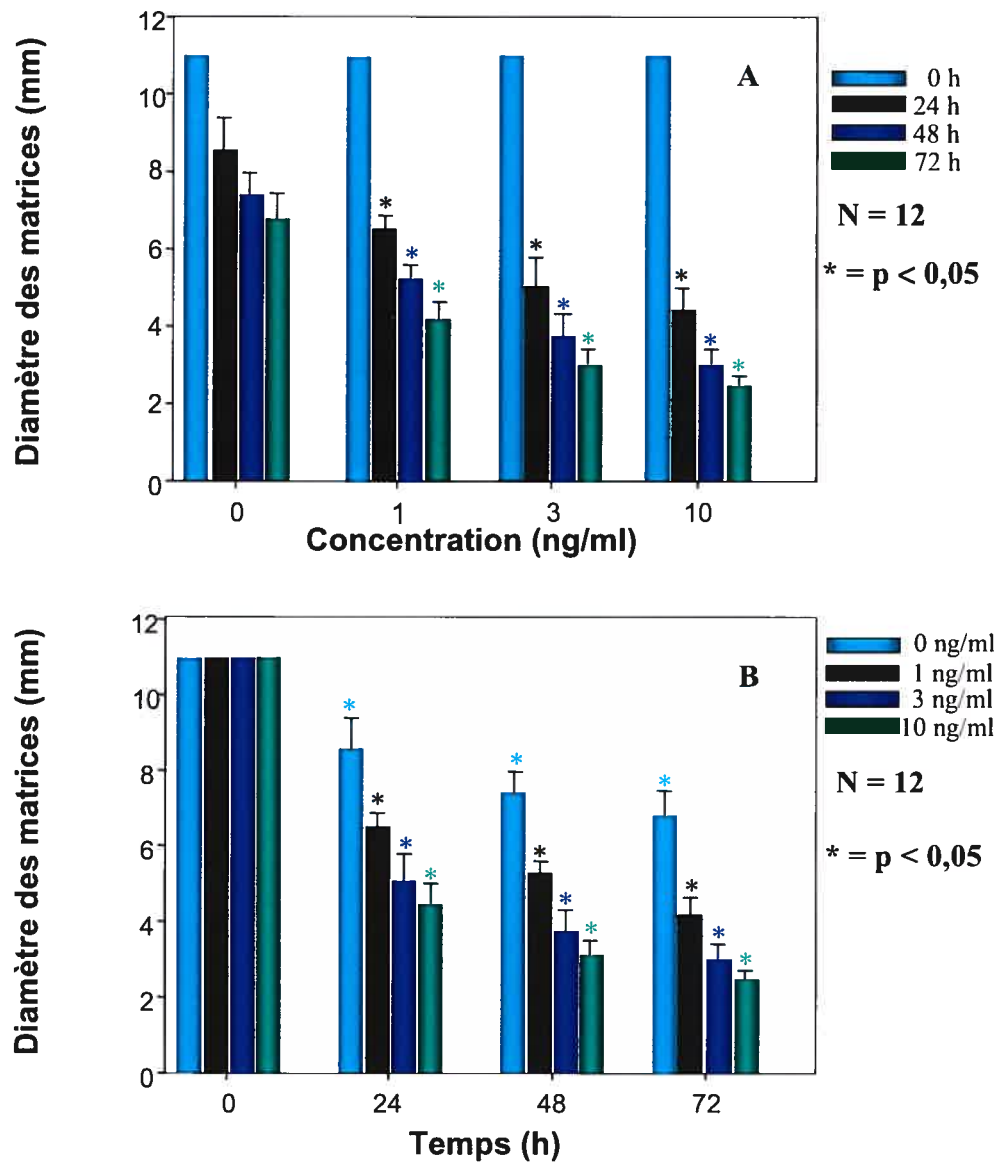 Diamètre des matrices (mm)
12
10
8
6
4
2
0
A
0 h
24 h
48 h
72 h
N = 12
* = p < 0,05
* * *
* * *
* * *
0 1 3 10
Concentration (ng/ml)
Diamètre des matrices (mm)
12
10
8
6
4
2
0
B
0 ng/ml
1 ng/ml
3 ng/ml
10 ng/ml
N = 12
* = p < 0,05
* * * *
* * * *
* * * *
0 24 48 72
Temps (h)